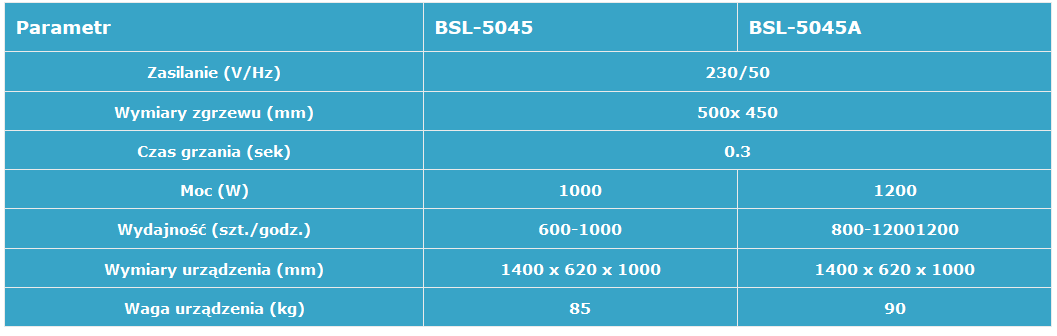 Parametr BSL-5045 BSL-5045A
Zasilanie (V/Hz) 230/50
Wymiary zgrzewu (mm) 500x 450
Czas grzania (sek) 0.3
Moc (W) 1000 1200
Wydajność (szt./godz.) 600-1000 800-12001200
Wymiary urządzenia (mm) 1400 x 620 x 1000 1400 x 620 x 1000
Waga urządzenia (kg) 85 90